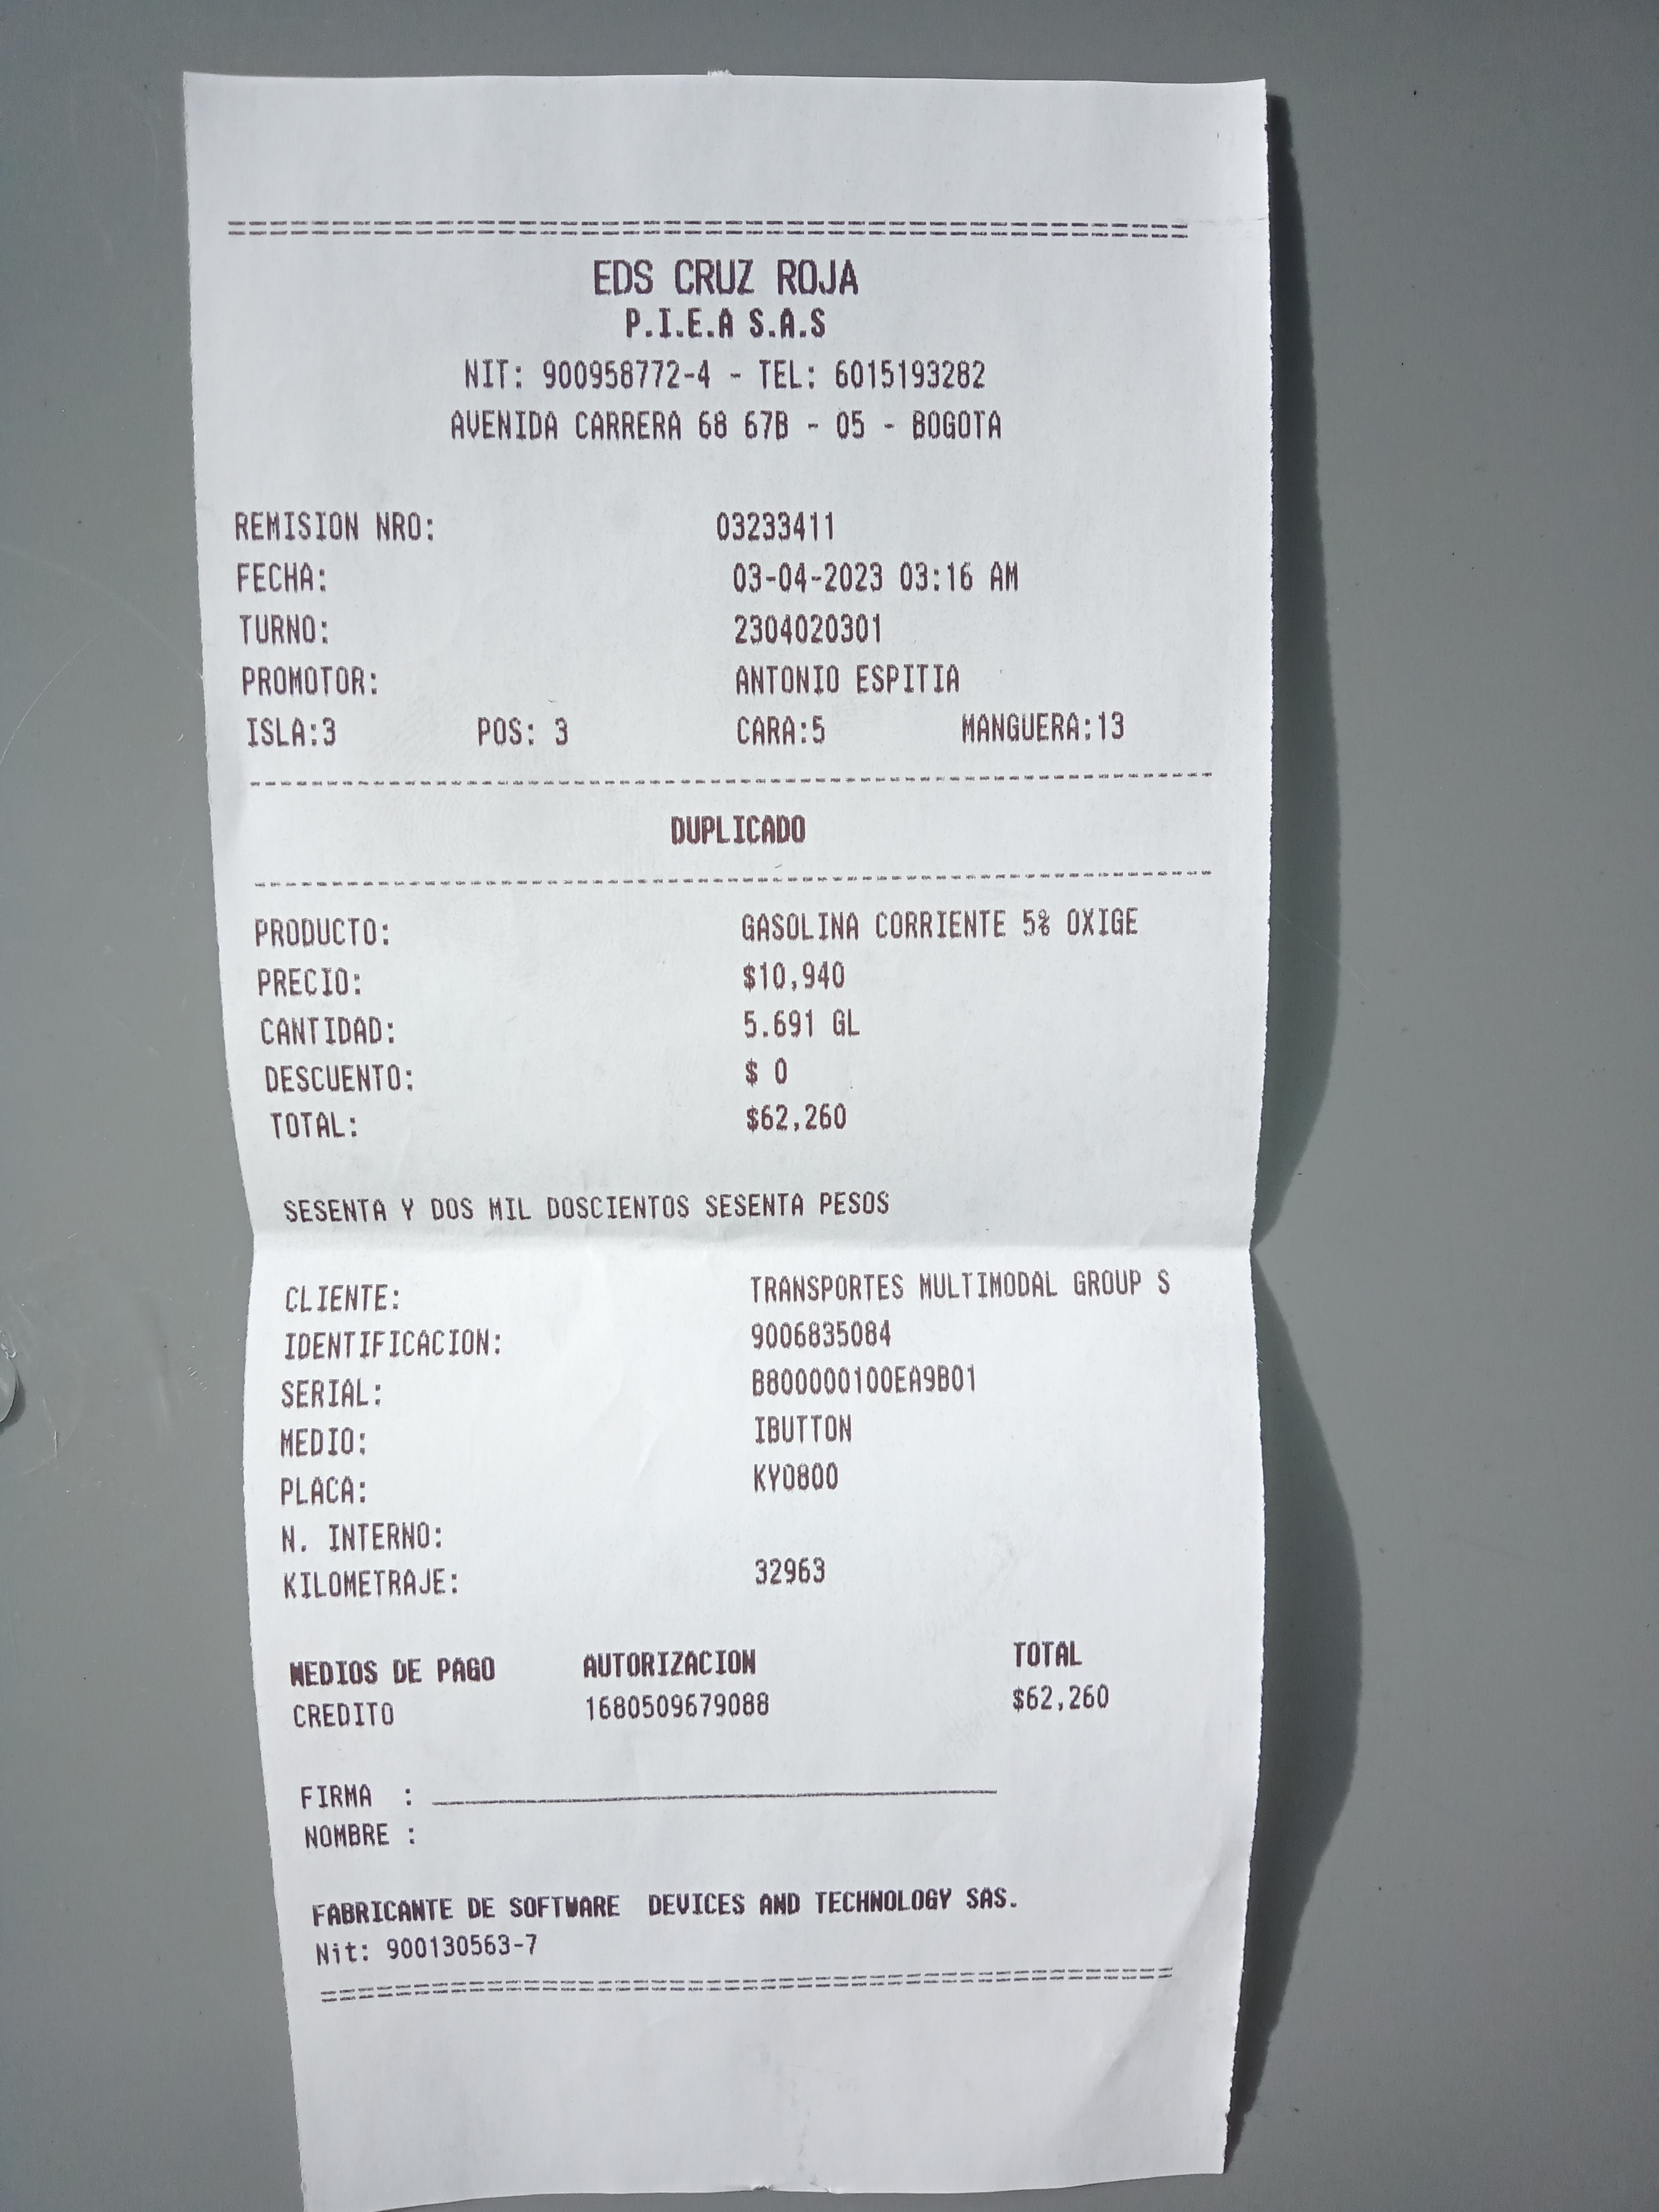 EDS CRUZ ROJA
P.I.E.A S.A.S
NIT: 900958772-4 - TEL: 6015193282
AVENIDA CARRERA 68 67B - 05 - BOGOTA
REMISION NRO: 03233411
FECHA: 03-04-2023 03:16 AM
TURNO: 2304020301
PROMOTOR: ANTONIO ESPITIA
ISLA:3 POS: 3 CARA:5 MANGUERA:13
DUPLICADO
PRODUCTO: GASOLINA CORRIENTE 5% OXIGE
PRECIO: $10,940
CANTIDAD: 5.691 GL
DESCUENTO: $ 0
TOTAL: $62,260
SESENTA Y DOS MIL DOSCIENTOS SESENTA PESOS
CLIENTE: TRANSPORTES MULTIMODAL GROUP S
IDENTIFICACION: 9006835084
SERIAL: B800000100EA9B01
MEDIO: IBUTTON
PLACA: KYO800
N. INTERNO:
KILOMETRAJE: 32963
MEDIOS DE PAGO AUTORIZACION TOTAL
CREDITO 1680509679088 $62,260
FIRMA :
NOMBRE :
FABRICANTE DE SOFTWARE DEVICES AND TECHNOLOGY SAS.
Nit: 900130563-7